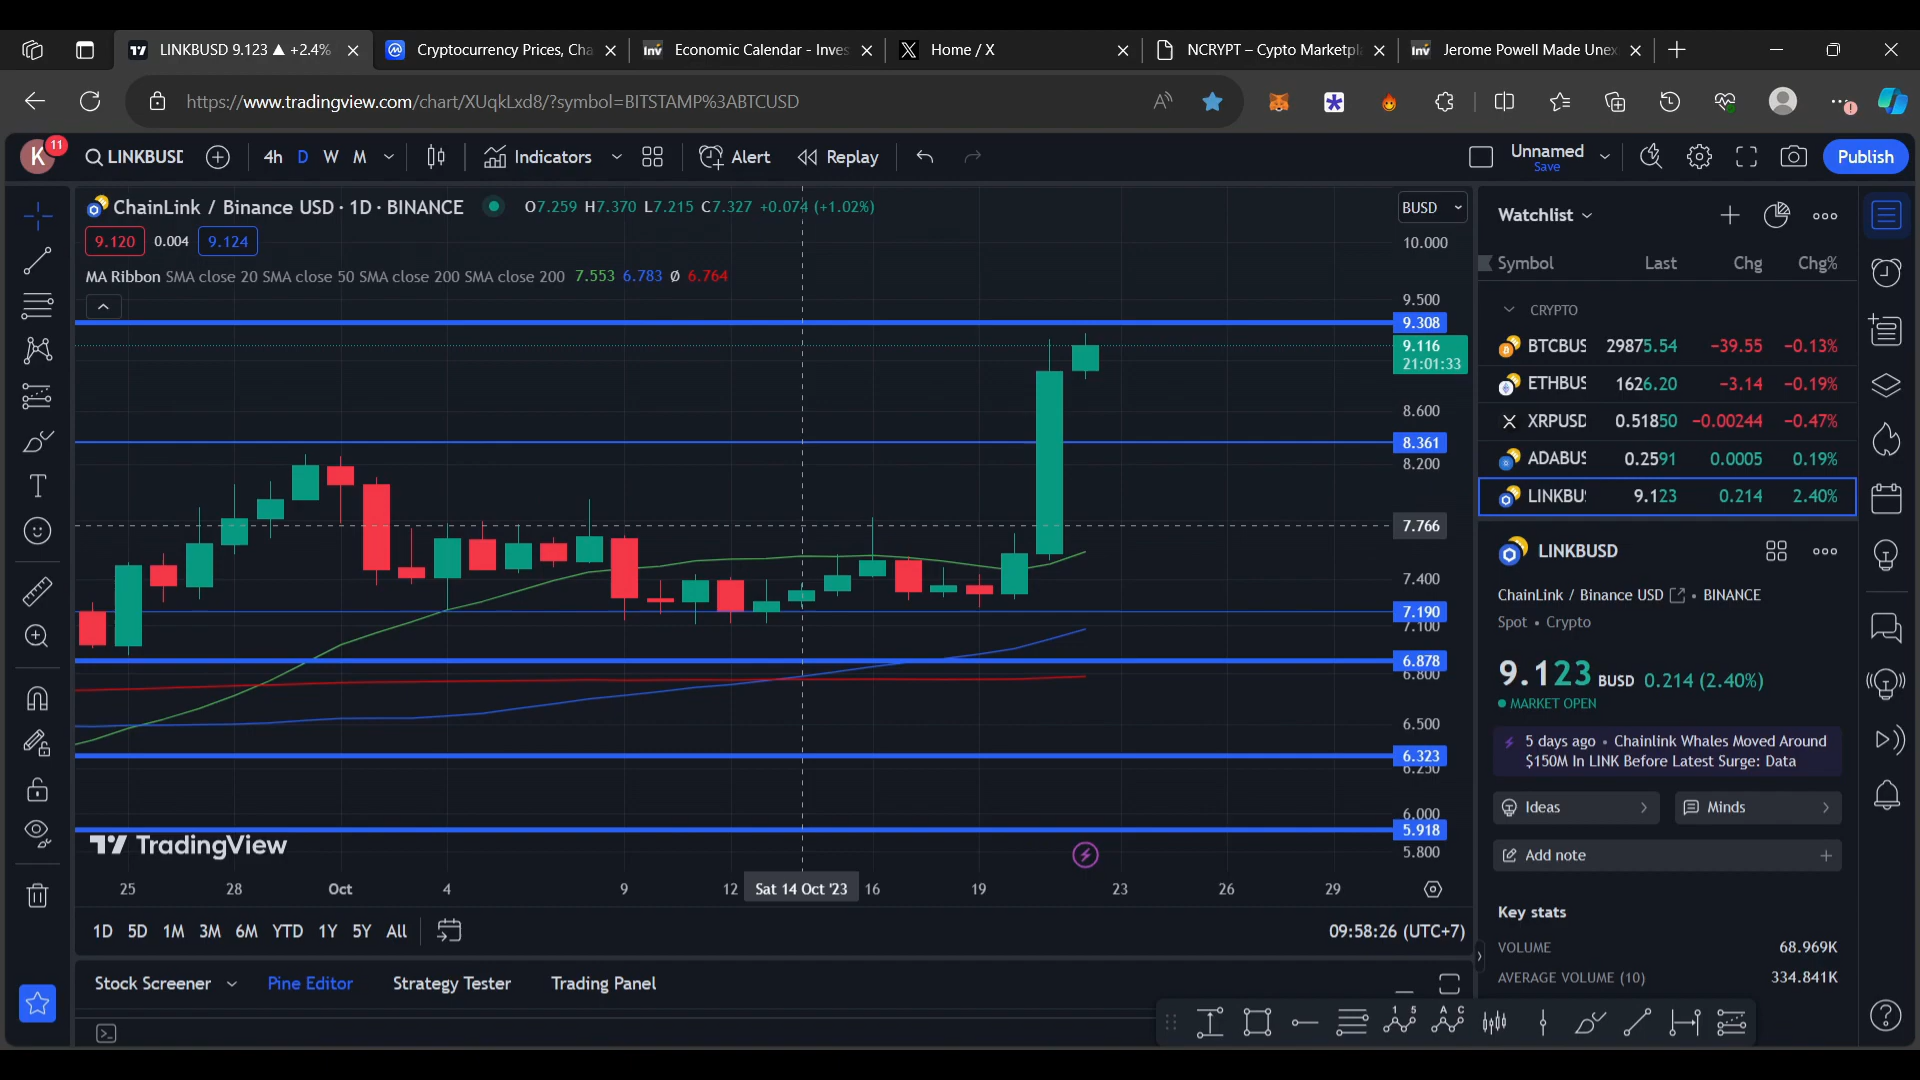 LINKBUSD 9.123 ▲ +2.4%
Cryptocurrency Prices, Cha
Economic Calendar - Inves
Home / X
NCRYPT – Cypto Marketpl
Jerome Powell Made Unex
https://www.tradingview.com/chart/XUqkLxd8/?symbol=BITSTAMP%3ABTCUSD
K 11
LINKBUSD
4h D W M
Indicators
Alert
Replay
Unnamed
Save
Publish
ChainLink / Binance USD · 1D · BINANCE
O7.259 H7.370 L7.215 C7.327 +0.074 (+1.02%)
9.120 0.004 9.124
MA Ribbon SMA close 20 SMA close 50 SMA close 200 SMA close 200 7.553 6.783 Ø 6.764
BUSD
10.000
9.500
9.308
9.116
21:01:33
8.600
8.361
8.200
7.766
7.400
7.190
7.100
6.878
6.800
6.500
6.323
6.250
6.000
5.918
5.800
TradingView
25 28 Oct 4 9 12 Sat 14 Oct '23 16 19 23 26 29
1D 5D 1M 3M 6M YTD 1Y 5Y All
09:58:26 (UTC+7)
Stock Screener
Pine Editor
Strategy Tester
Trading Panel
Watchlist
Symbol Last Chg Chg%
CRYPTO
BTCBUS 29875.54 −39.55 −0.13%
ETHBUS 1626.20 −3.14 −0.19%
XRPUSD 0.51850 −0.00244 −0.47%
ADABUS 0.2591 0.0005 0.19%
LINKBU 9.123 0.214 2.40%
LINKBUSD
ChainLink / Binance USD • BINANCE
Spot • Crypto
9.123 BUSD 0.214 (2.40%)
MARKET OPEN
5 days ago • Chainlink Whales Moved Around
$150M In LINK Before Latest Surge: Data
Ideas
Minds
Add note
Key stats
VOLUME 68.969K
AVERAGE VOLUME (10) 334.841K